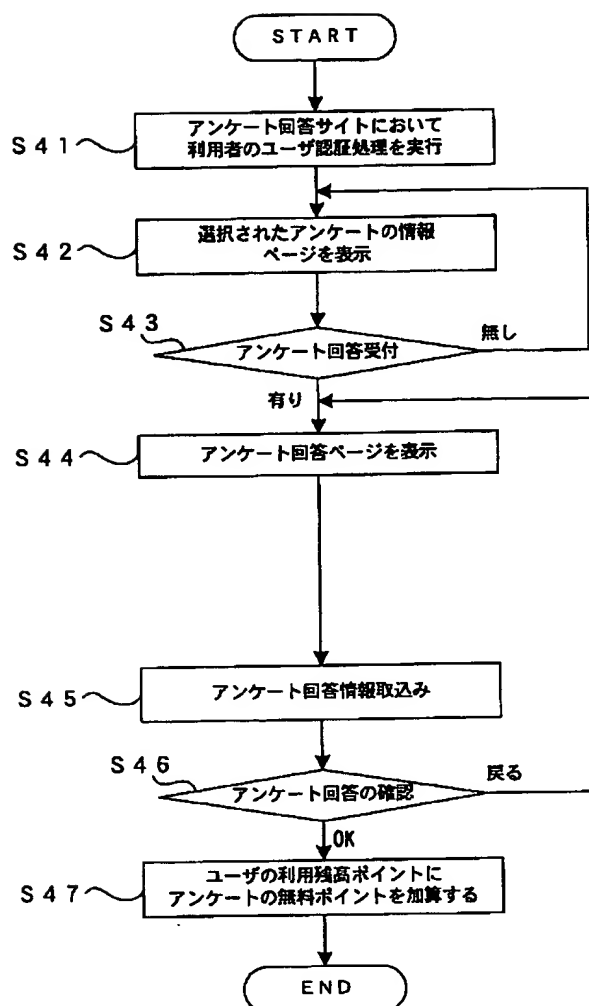 START
S41
アンケート回答サイトにおいて
利用者のユーザ認証処理を実行
S42
選択されたアンケートの情報
ページを表示
S43
アンケート回答受付
無し
有り
S44
アンケート回答ページを表示
S45
アンケート回答情報取込み
S46
アンケート回答の確認
戻る
OK
S47
ユーザの利用残高ポイントに
アンケートの無料ポイントを加算する
END